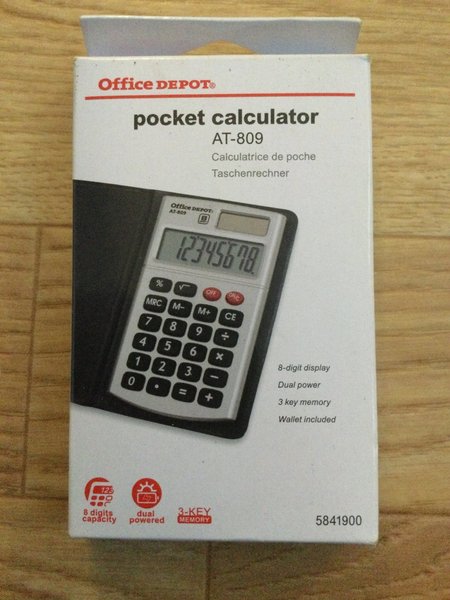 Office DEPOT®
pocket calculator
AT-809
Calculatrice de poche
Taschenrechner
Office DEPOT®
AT-809
12345678.
% √ OFF ON/C
MRC M− M+ CE
7 8 9 ÷
4 5 6 ×
1 2 3 −
0 • = +
8-digit display
Dual power
3 key memory
Wallet included
123
8 digits
capacity
dual
powered
3-KEY
MEMORY
5841900